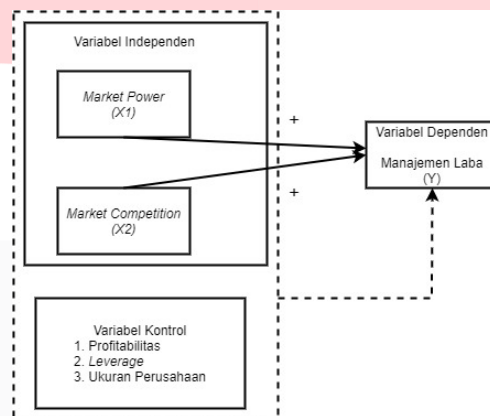 Variabel Independen
Market Power
(X1)
+
Variabel Dependen
Manajemen Laba
(Y)
Market Competition
(X2)
+
Variabel Kontrol
1. Profitabilitas
2. Leverage
3. Ukuran Perusahaan